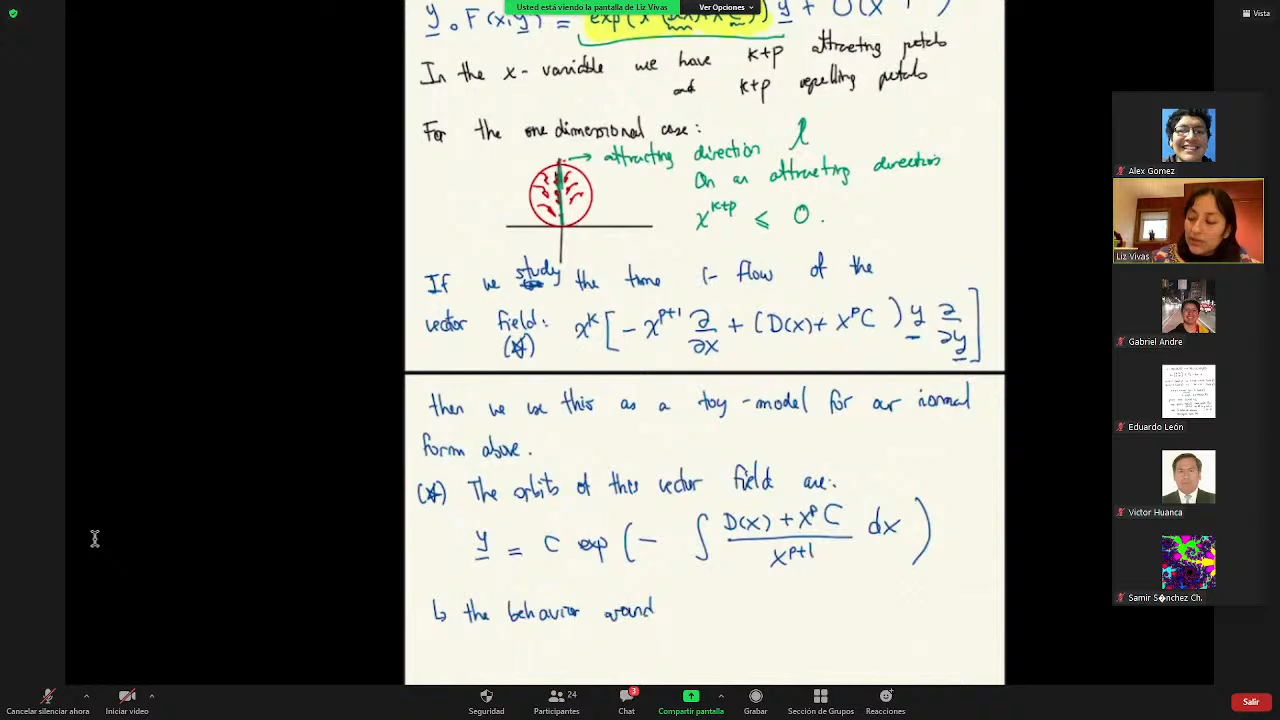 Usted está viendo la pantalla de Liz Vivas
Ver Opciones
Vista
y ∘ F(x,y) =
In the x-variable we have k+p attracting petals
and k+p repelling petals
For the one dimensional case:
→ attracting direction ℓ
On an attracting direction
x^{k+p} ≤ 0.
If we study the time 1- flow of the
vector field: x^k [ - x^{p+1} ∂/∂x + (D(x) + x^p C) y ∂/∂y ]
(☆)
then we use this as a toy-model for our normal
form above.
(☆) The orbits of this vector field are:
y = C exp ( - ∫ (D(x) + x^p C)/x^{p+1} dx )
↳ the behavior around
Alex Gomez
Liz Vivas
Gabriel Andre
Eduardo León
Victor Huanca
Samir S�nchez Ch.
Cancelar silenciar ahora
Iniciar video
Seguridad
24
Participantes
3
Chat
Compartir pantalla
Grabar
Sección de Grupos
Reacciones
Salir